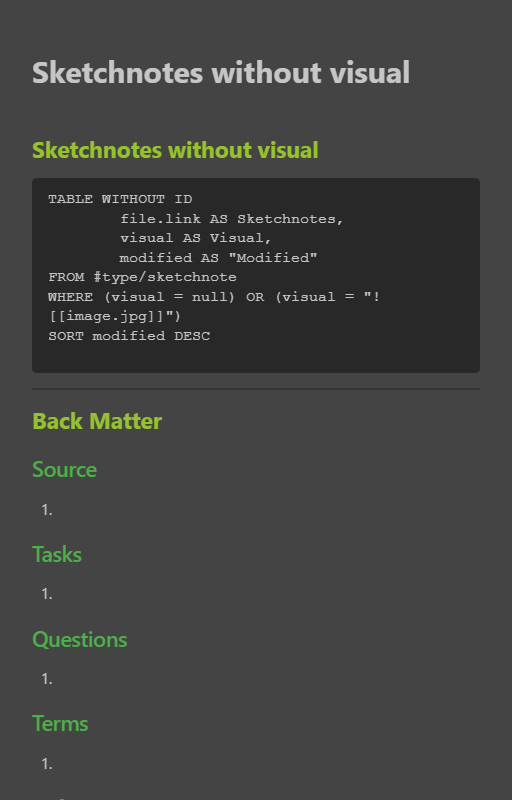 Sketchnotes without visual
Sketchnotes without visual
TABLE WITHOUT ID
        file.link AS Sketchnotes,
        visual AS Visual,
        modified AS "Modified"
FROM #type/sketchnote
WHERE (visual = null) OR (visual = "!
[[image.jpg]]")
SORT modified DESC
Back Matter
Source
1.
Tasks
1.
Questions
1.
Terms
1.